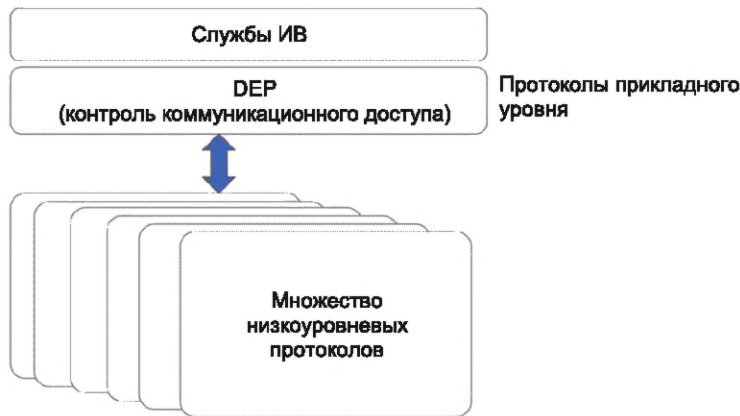 Службы ИВ
DEP
(контроль коммуникационного доступа)
Протоколы прикладного
уровня
Множество
низкоуровневых
протоколов